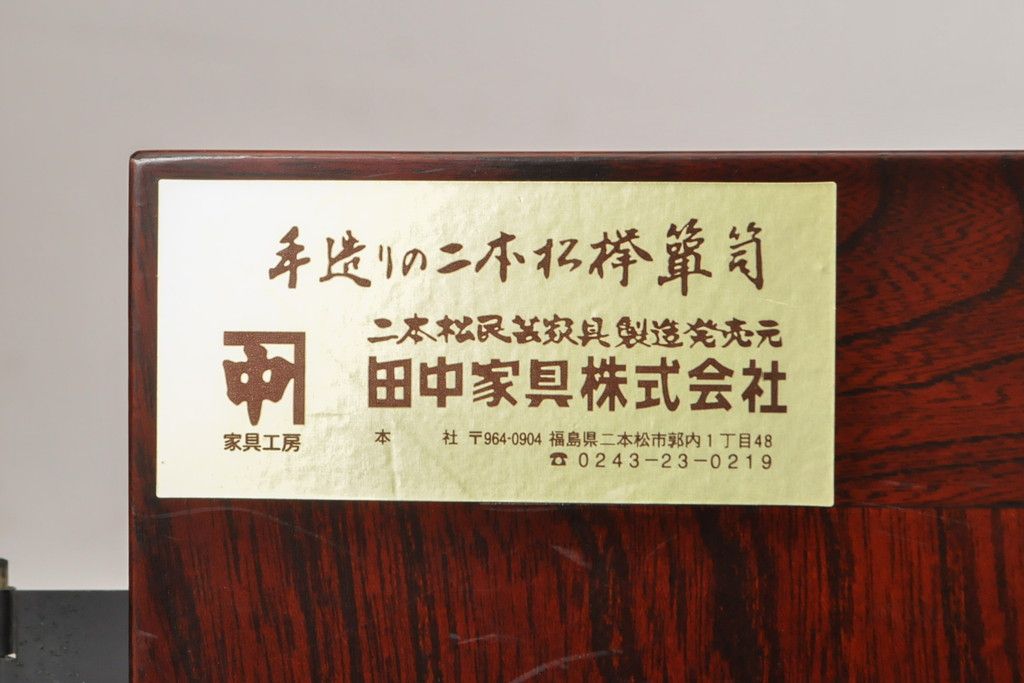 手造りの二本松欅簞笥
二本松民芸家具製造発売元
田中家具株式会社
家具工房
本 社 〒964-0904 福島県二本松市郭内1丁目48
☎ 0243-23-0219